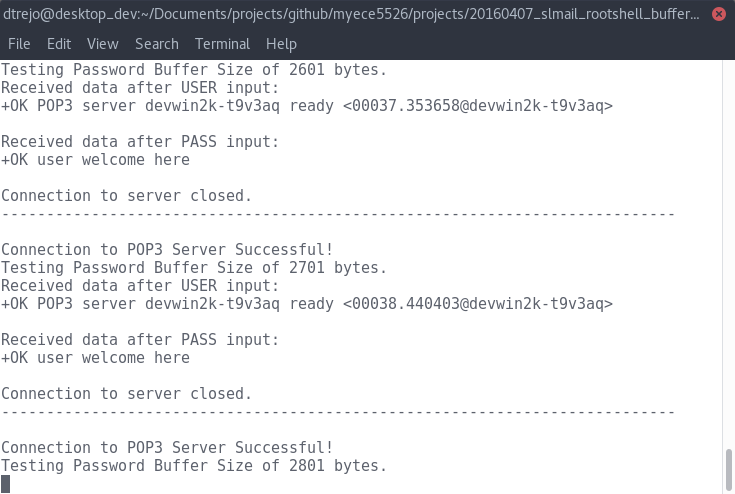 dtrejo@desktop_dev:~/Documents/projects/github/myece5526/projects/20160407_slmail_rootshell_buffer...
File Edit View Search Terminal Help
Testing Password Buffer Size of 2601 bytes.
Received data after USER input:
+OK POP3 server devwin2k-t9v3aq ready <00037.353658@devwin2k-t9v3aq>
Received data after PASS input:
+OK user welcome here
Connection to server closed.
---------------------------------------------------------------------------
Connection to POP3 Server Successful!
Testing Password Buffer Size of 2701 bytes.
Received data after USER input:
+OK POP3 server devwin2k-t9v3aq ready <00038.440403@devwin2k-t9v3aq>
Received data after PASS input:
+OK user welcome here
Connection to server closed.
---------------------------------------------------------------------------
Connection to POP3 Server Successful!
Testing Password Buffer Size of 2801 bytes.